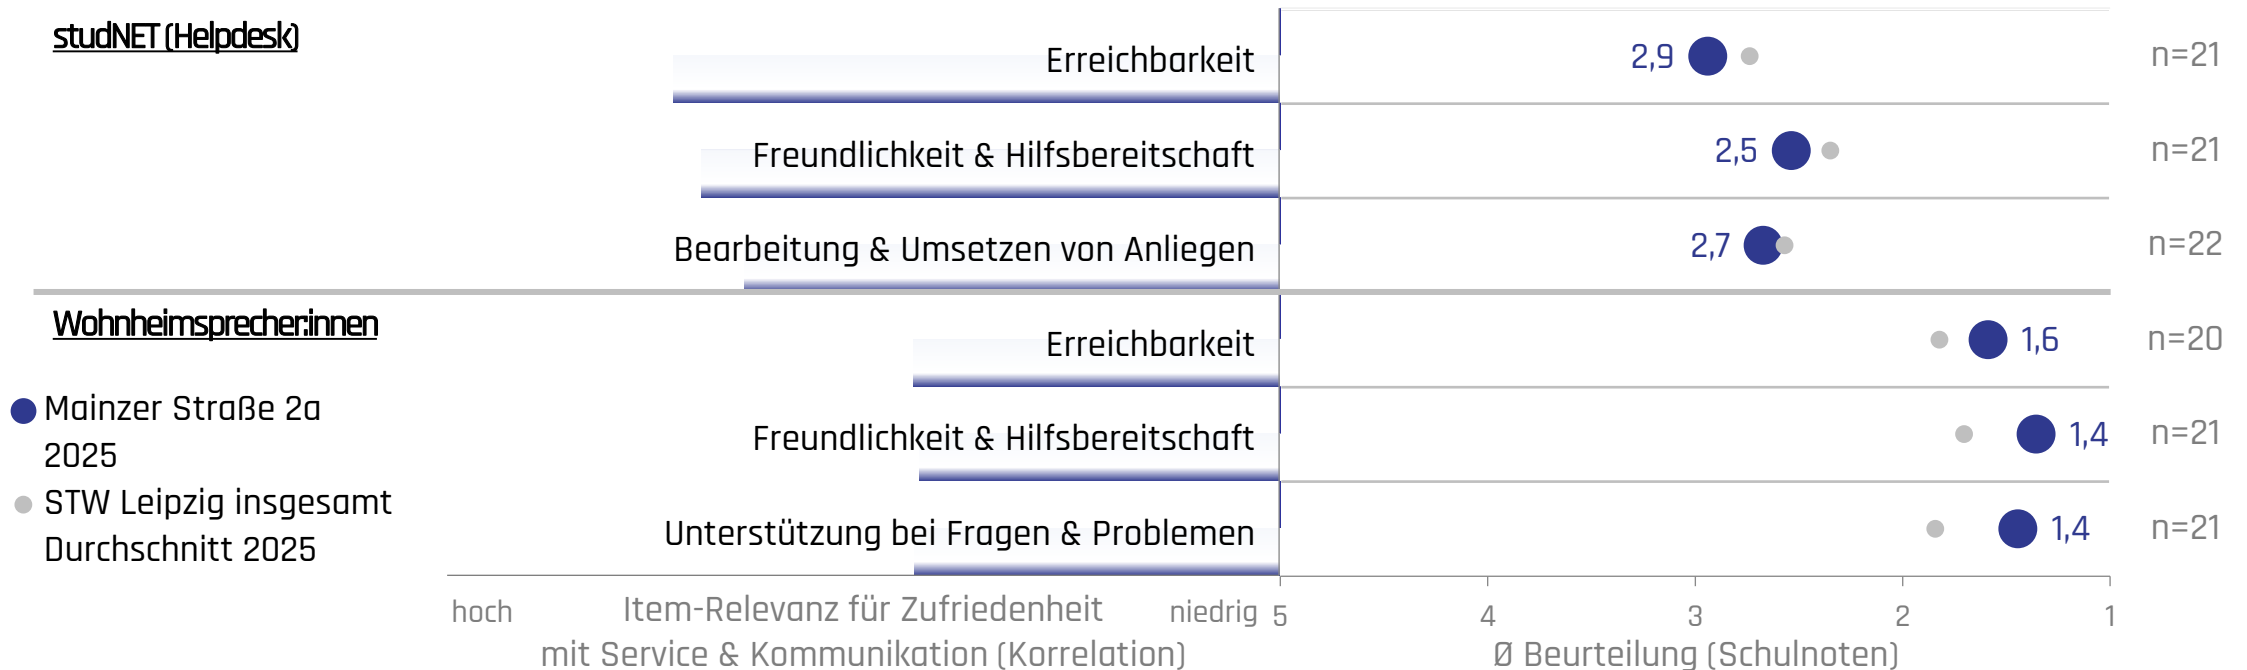 studNET (Helpdesk)
Erreichbarkeit
2,9
n=21
Freundlichkeit & Hilfsbereitschaft
2,5
n=21
Bearbeitung & Umsetzen von Anliegen
2,7
n=22
Wohnheimsprecher:innen
Erreichbarkeit
1,6
n=20
Freundlichkeit & Hilfsbereitschaft
1,4
n=21
Unterstützung bei Fragen & Problemen
1,4
n=21
Mainzer Straße 2a
2025
STW Leipzig insgesamt
Durchschnitt 2025
hoch
Item-Relevanz für Zufriedenheit
niedrig
mit Service & Kommunikation (Korrelation)
5
4
3
2
1
Ø Beurteilung (Schulnoten)